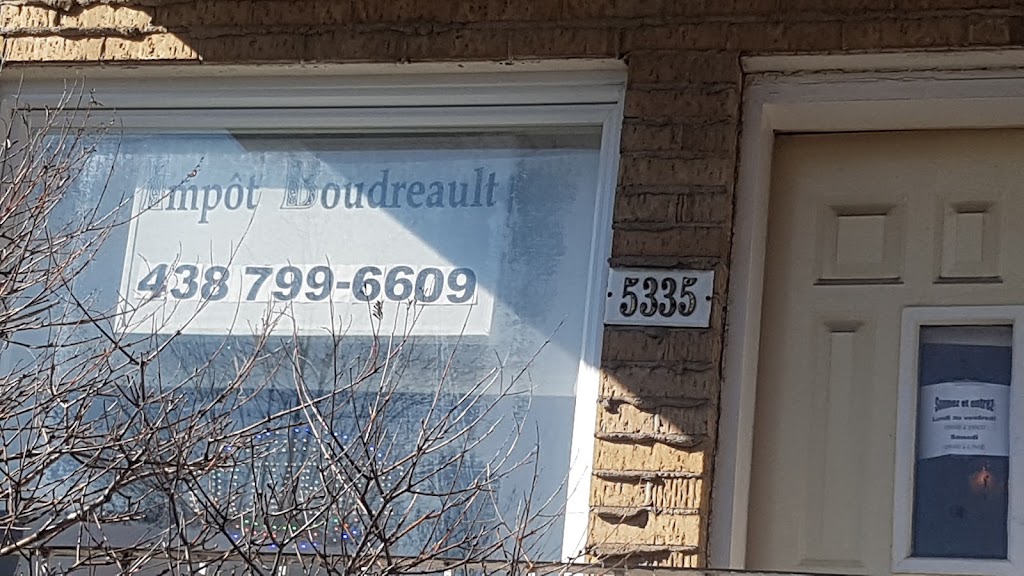 Impôt Boudreault
438 799-6609
5335
Sonnez et entrez
Lundi au vendredi
Samedi